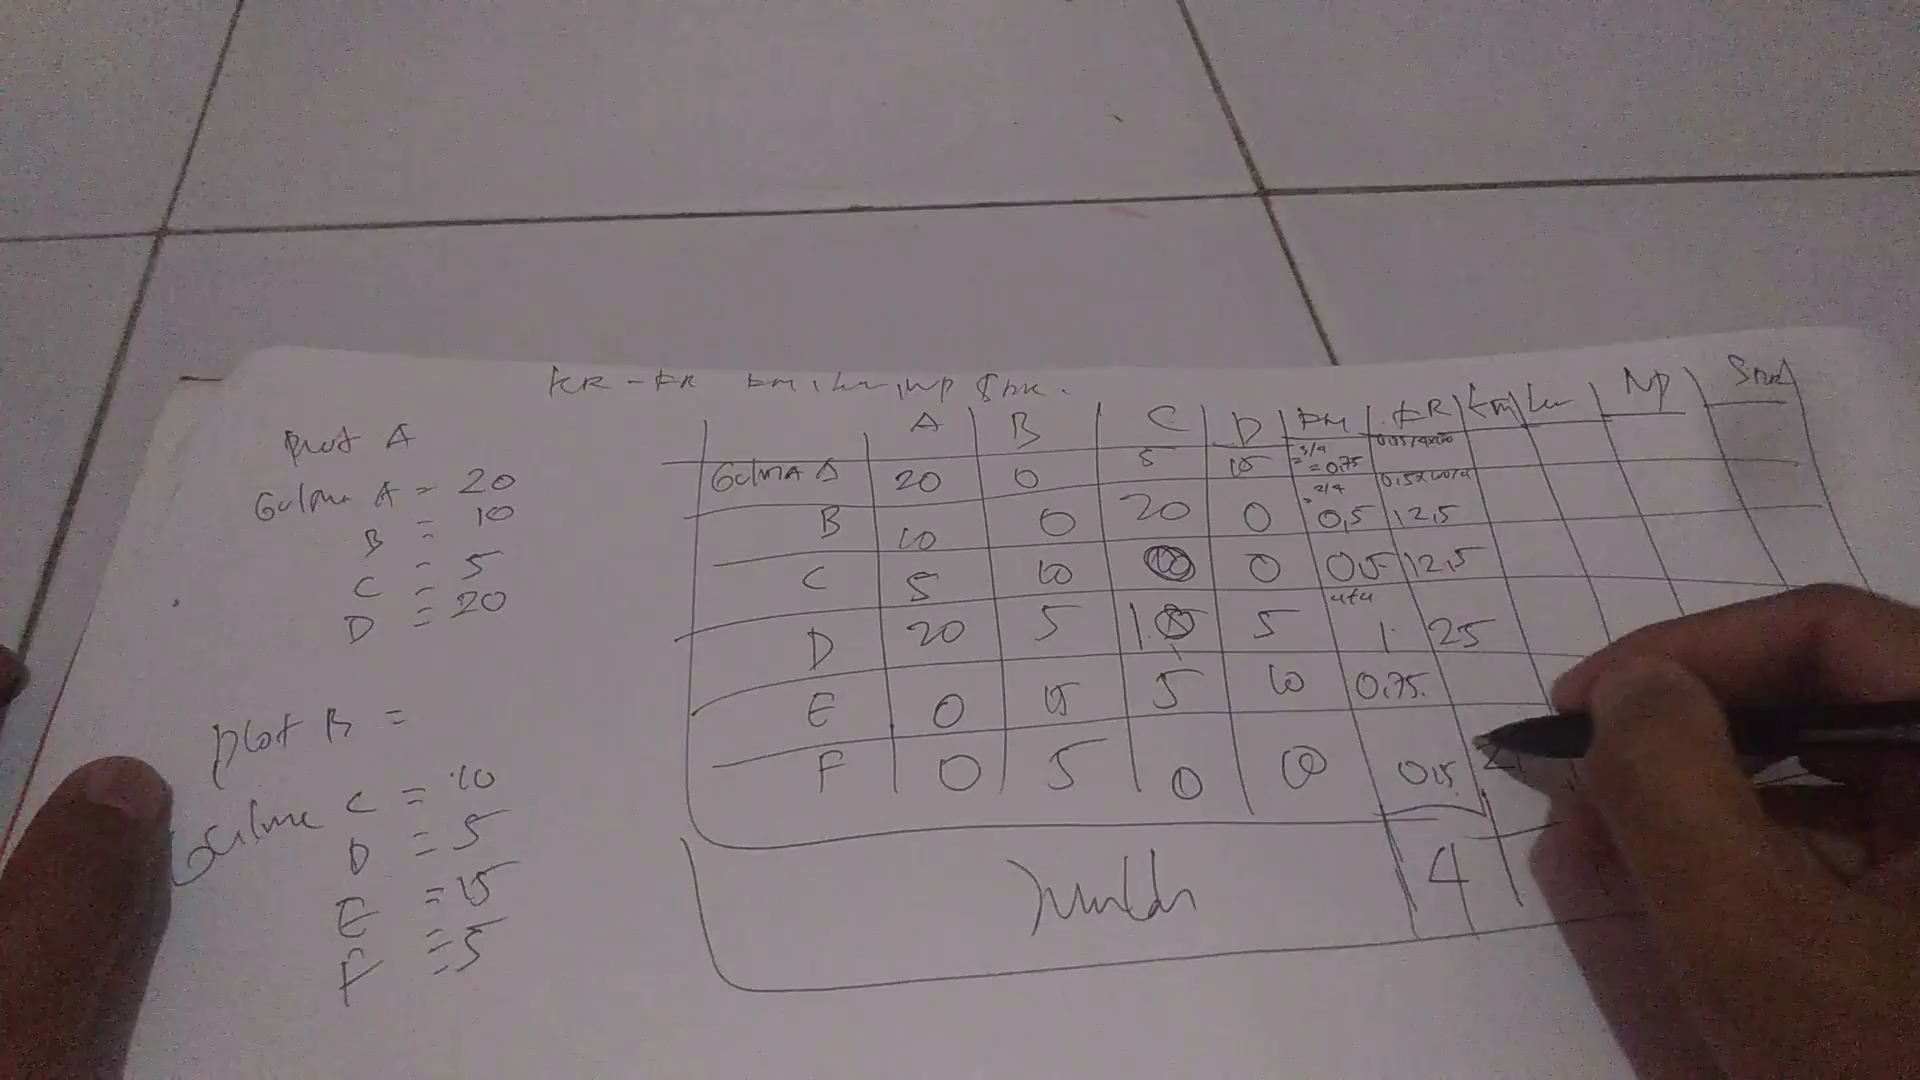 Plot A
Gulma A = 20
B = 10
C = 5
D = 20
Plot B =
Gulma C = 10
D = 5
E = 15
F = 5
A B C D FM FR Km NP
Gulma A 20 0 5 15 = 3/4 = 0.75
B 10 0 20 0 = 2/4 0,5 12,5
C 5 10 0 0,5 12,5
D 20 5 5 4/4 1 25
E 0 15 5 10 0.75
F 0 5 0 10 0,5
Jumlah 4